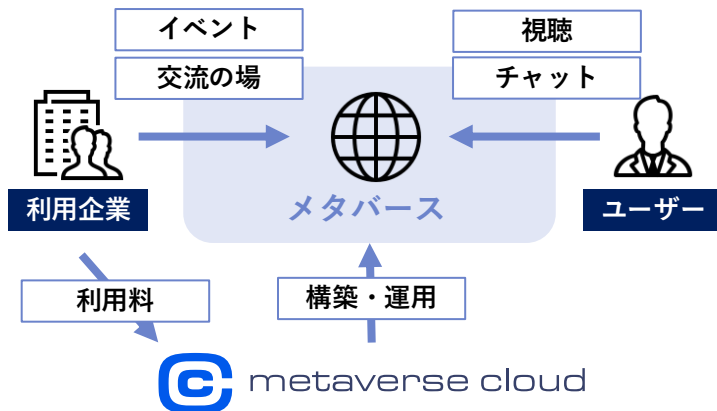 イベント
視聴
交流の場
チャット
利用企業
メタバース
ユーザー
利用料
構築・運用
metaverse cloud